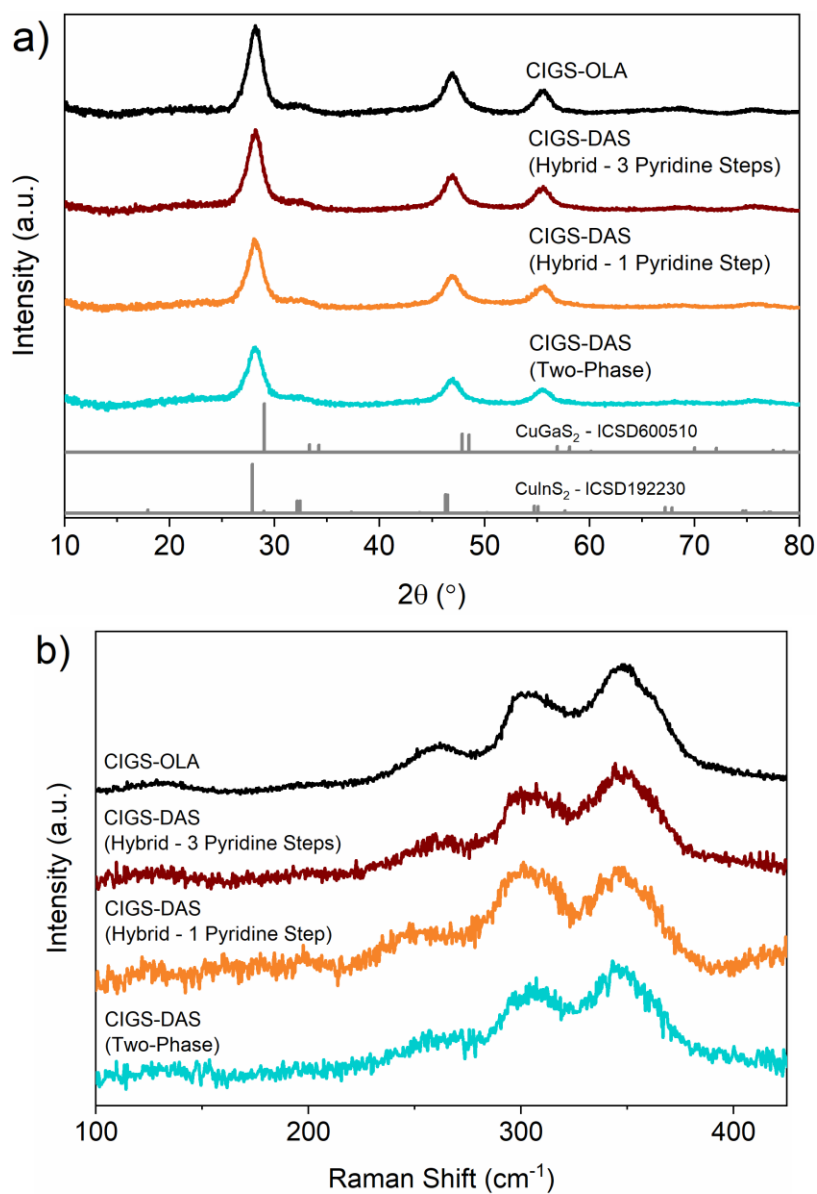 a)
CIGS-OLA
CIGS-DAS
(Hybrid - 3 Pyridine Steps)
CIGS-DAS
(Hybrid - 1 Pyridine Step)
CIGS-DAS
(Two-Phase)
CuGaS₂ - ICSD600510
CuInS₂ - ICSD192230
Intensity (a.u.)
10 20 30 40 50 60 70 80
2θ (°)
b)
CIGS-OLA
CIGS-DAS
(Hybrid - 3 Pyridine Steps)
CIGS-DAS
(Hybrid - 1 Pyridine Step)
CIGS-DAS
(Two-Phase)
Intensity (a.u.)
100 200 300 400
Raman Shift (cm⁻¹)